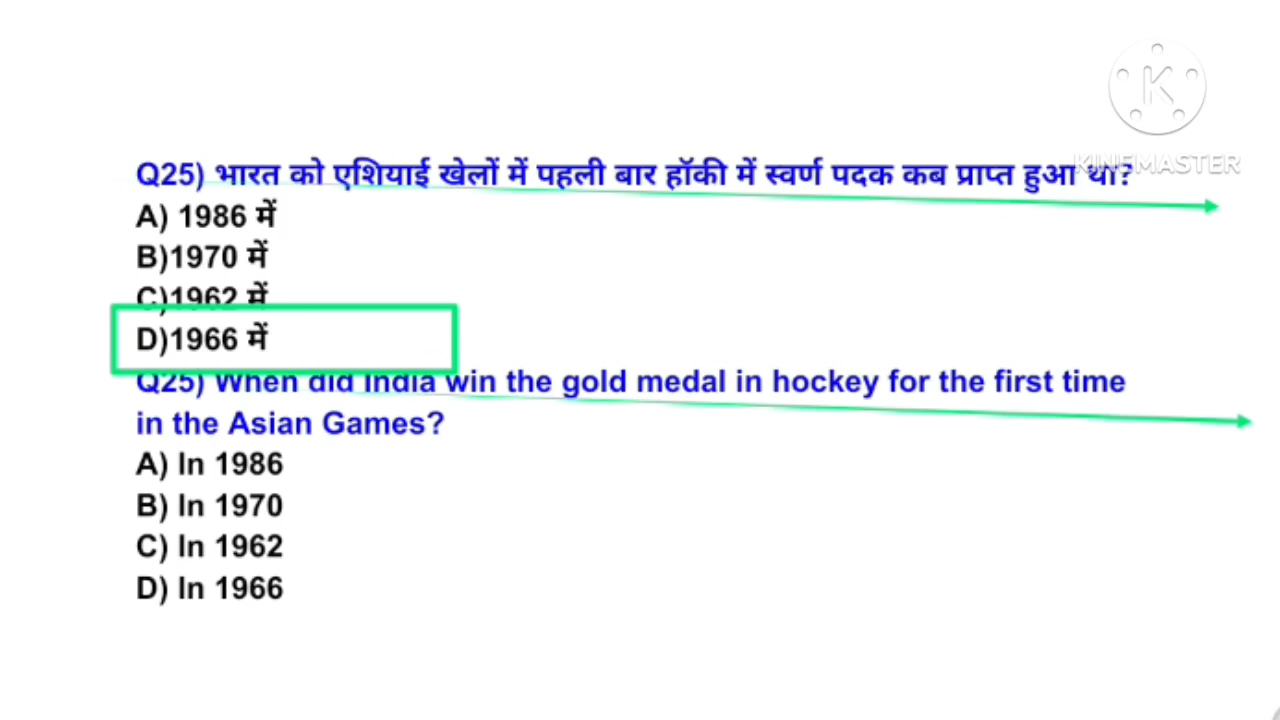 KINEMASTER
Q25) भारत को एशियाई खेलों में पहली बार हॉकी में स्वर्ण पदक कब प्राप्त हुआ था?
A) 1986 में
B)1970 में
C)1962 में
D)1966 में
Q25) When did India win the gold medal in hockey for the first time
in the Asian Games?
A) In 1986
B) In 1970
C) In 1962
D) In 1966